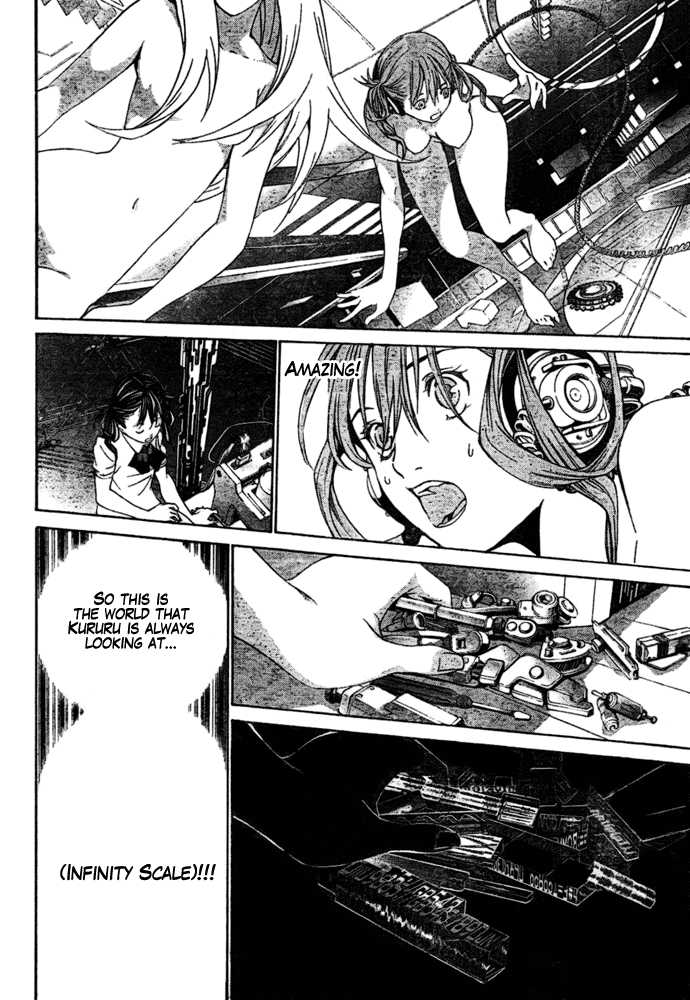 AMAZING!
SO THIS IS
THE WORLD THAT
KURURU IS ALWAYS
LOOKING AT...
(INFINITY SCALE)!!!